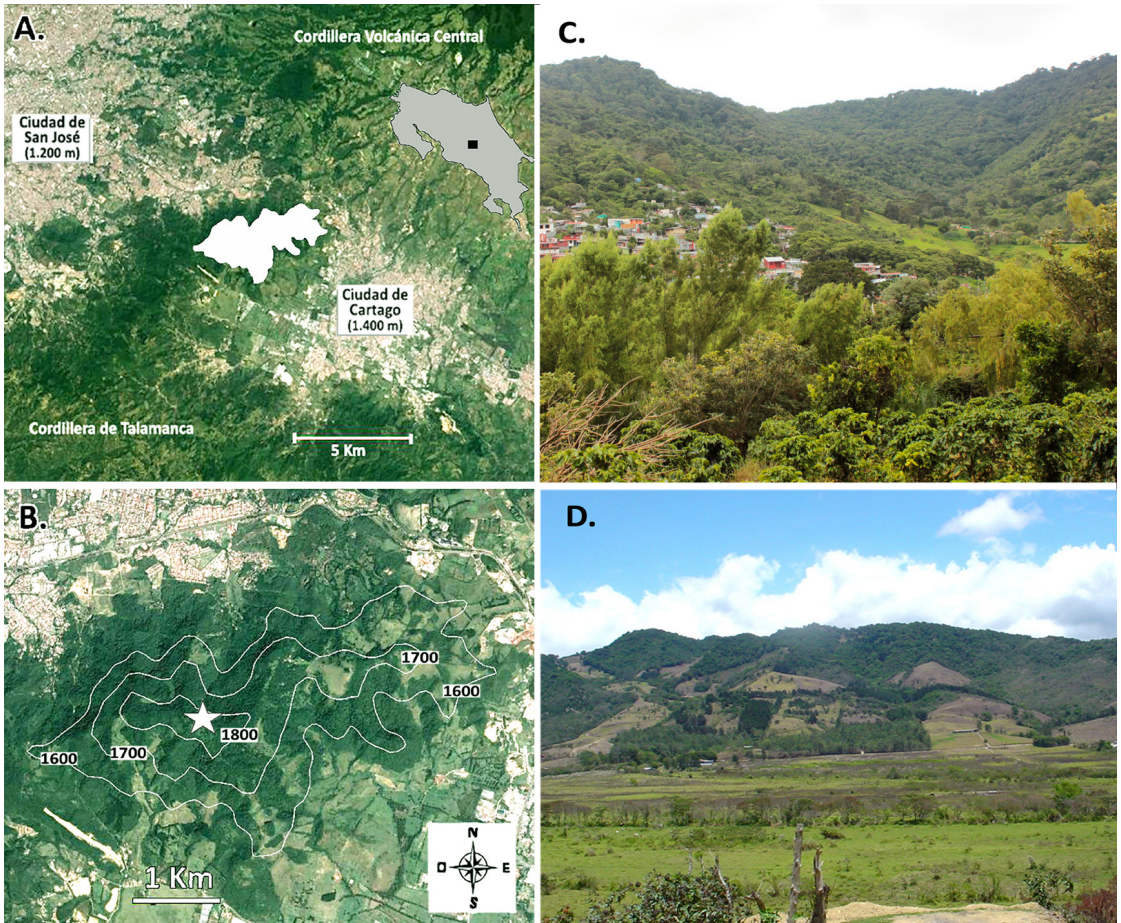 A.
Cordillera Volcánica Central
Ciudad de
San José
(1.200 m)
Ciudad de
Cartago
(1.400 m)
Cordillera de Talamanca
5 Km
B.
1700
1600
1800
1700
1600
1 Km
N
O
E
S
C.
D.